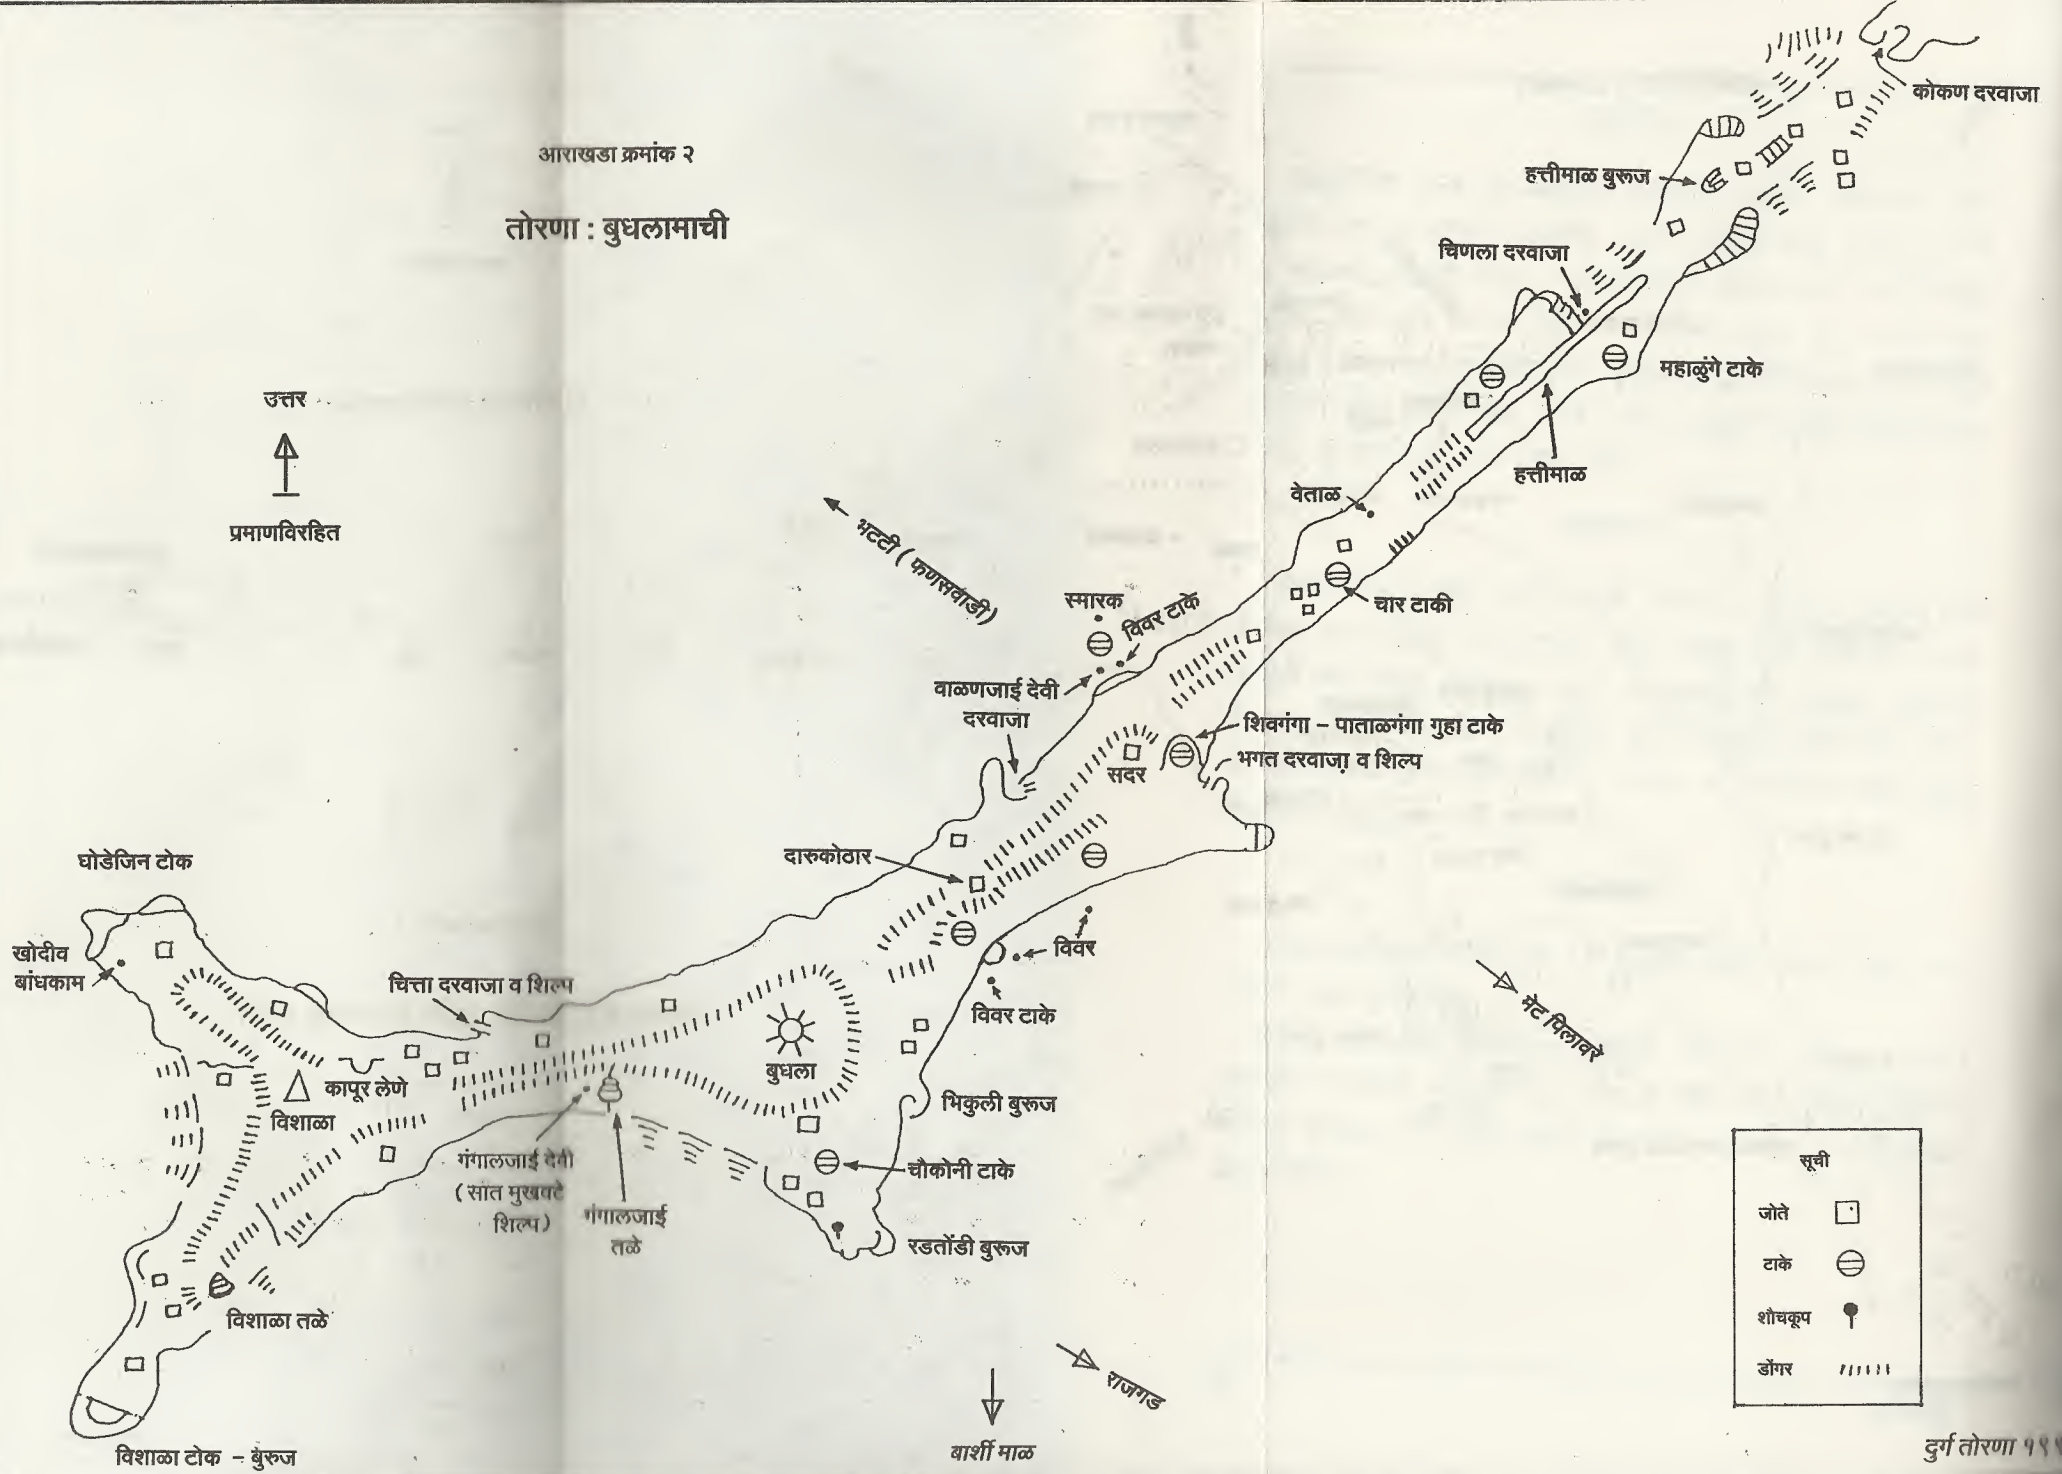 आराखडा क्रमांक २
तोरणा : बुधलामाची
उत्तर
प्रमाणविरहित
कोकण दरवाजा
हत्तीमाळ बुरूज
चिणला दरवाजा
महाळुंगे टाके
हत्तीमाळ
वेताळ
चार टाकी
भटटी ( फणसवाडी )
स्मारक
विवर टाके
वाळणजाई देवी
दरवाजा
शिवगंगा – पाताळगंगा गुहा टाके
भगत दरवाजा व शिल्प
सदर
दारुकोठार
घोडेजिन टोक
खोदीव
बांधकाम
चित्ता दरवाजा व शिल्प
विवर
विवर टाके
मेट पिलावरे
बुधला
कापूर लेणे
विशाळा
भिकुली बुरूज
गंगालजाई देवी
( सात मुखवटे
शिल्प )
गंगालजाई
तळे
चौकोनी टाके
रडतोंडी बुरूज
विशाळा तळे
विशाळा टोक – बुरुज
राजगड
बार्शी माळ
सूची
जोते
टाके
शौचकूप
डोंगर
दुर्ग तोरणा